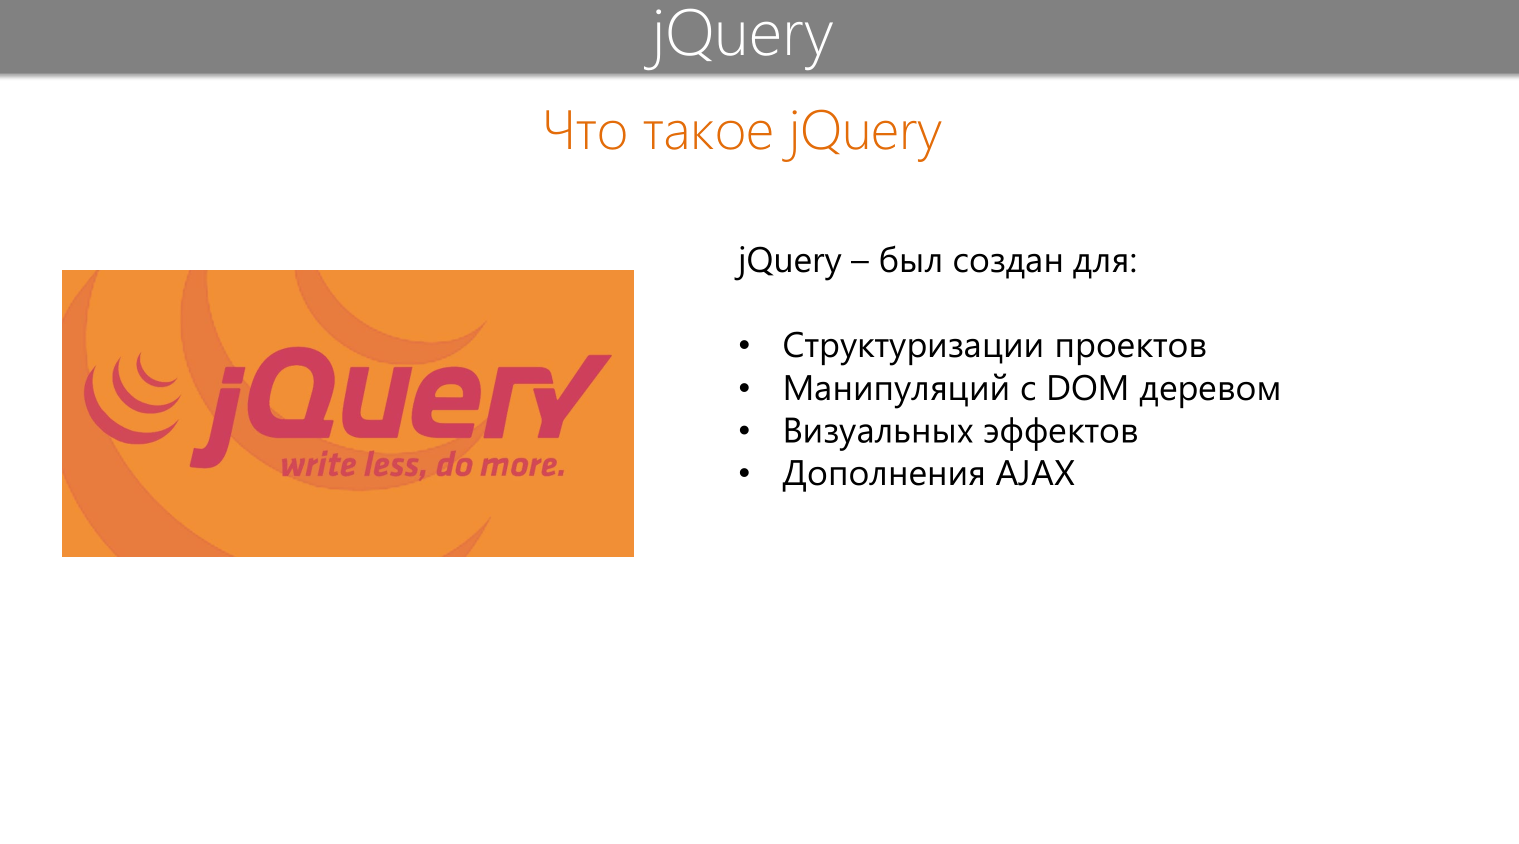 jQuery
Что такое jQuery
jQuery – был создан для:
• Структуризации проектов
• Манипуляций с DOM деревом
• Визуальных эффектов
• Дополнения AJAX
jQuery
write less, do more.